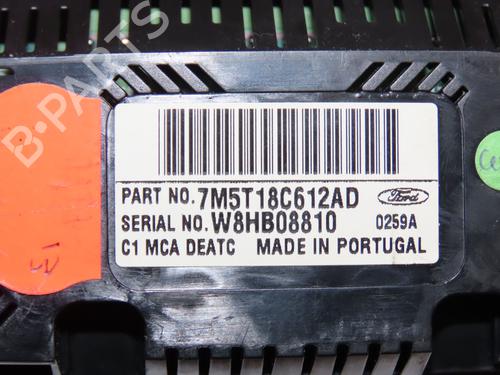 B-PARTS
PART NO. 7M5T18C612AD
Ford
SERIAL NO. W8HB08810 0259A
C1 MCA DEATC MADE IN PORTUGAL